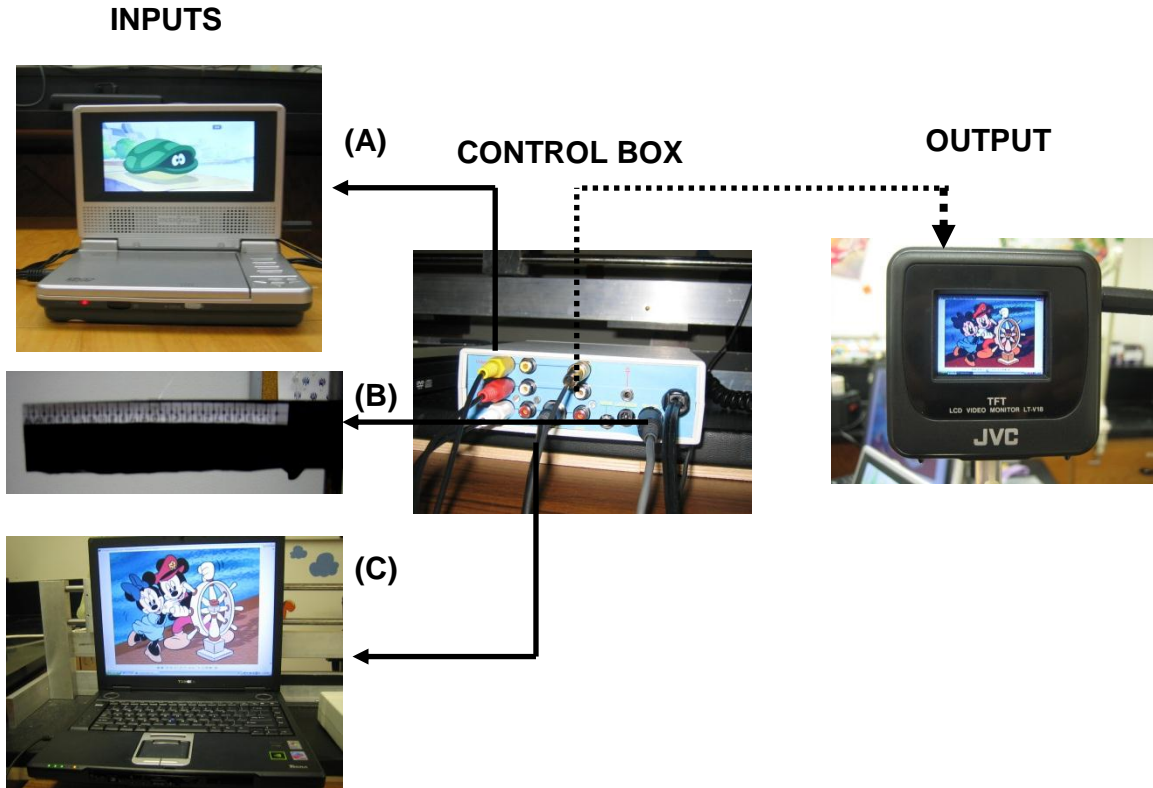 INPUTS
(A)
CONTROL BOX
OUTPUT
(B)
TFT
LCD VIDEO MONITOR LT-V18
JVC
(C)